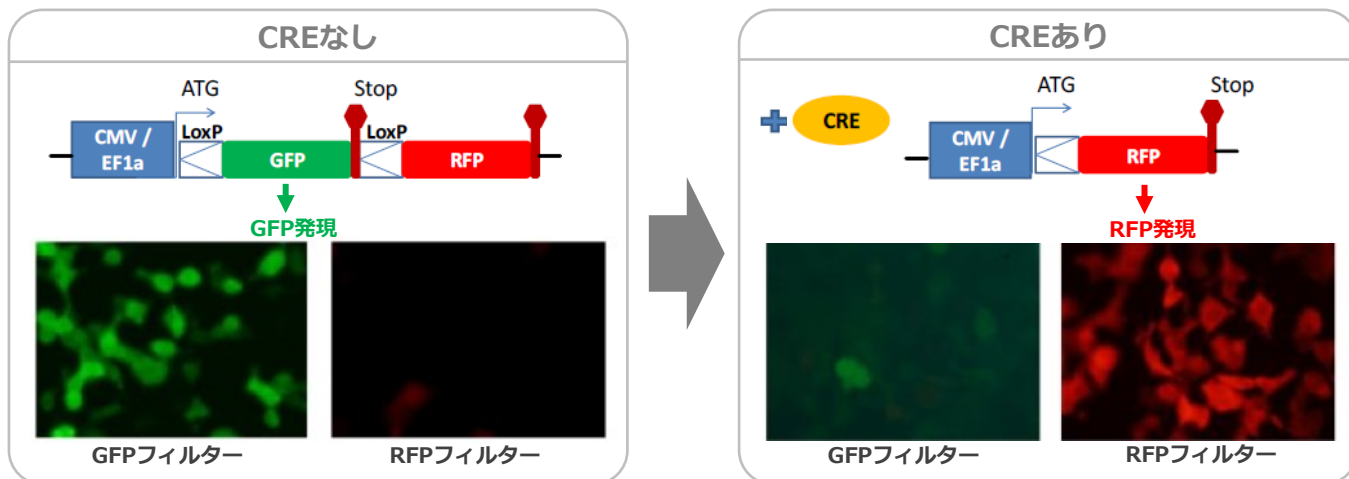 CREなし
ATG
Stop
CMV / EF1a
LoxP
GFP
LoxP
RFP
GFP発現
GFPフィルター
RFPフィルター
CREあり
CRE
ATG
Stop
CMV / EF1a
RFP
RFP発現
GFPフィルター
RFPフィルター